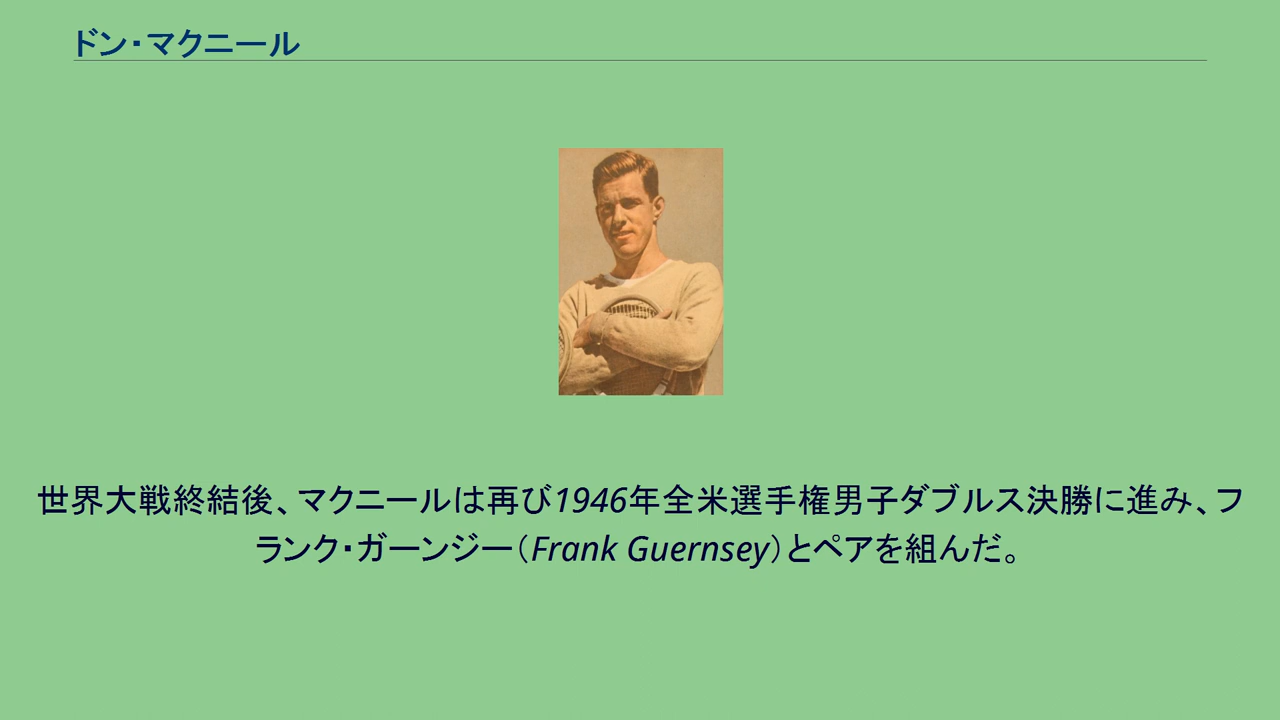 ドン・マクニール
世界大戦終結後、マクニールは再び1946年全米選手権男子ダブルス決勝に進み、フ
ランク・ガーンジー（Frank Guernsey）とペアを組んだ。